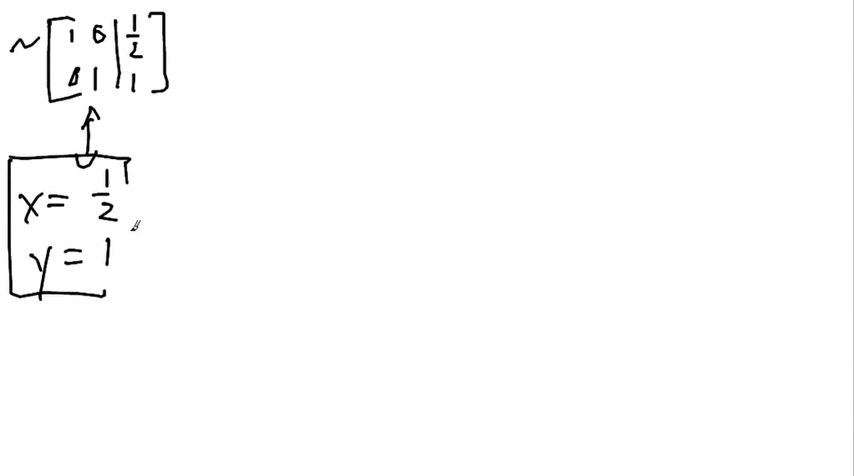 ~ [ 1 0 | 1/2
0 1 | 1 ]
x = 1/2
y = 1